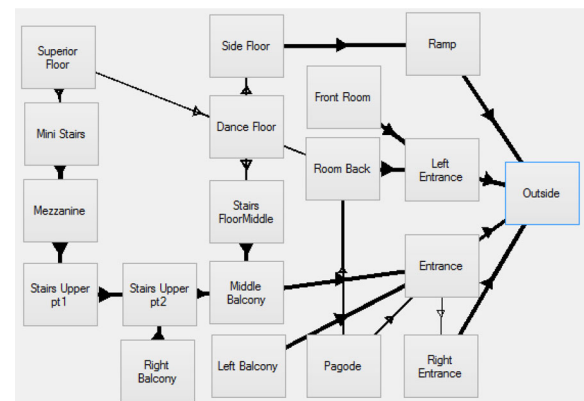 Superior
Floor
Side Floor
Ramp
Front Room
Mini Stairs
Dance Floor
Room Back
Left
Entrance
Outside
Mezzanine
Stairs
FloorMiddle
Stairs Upper
pt1
Stairs Upper
pt2
Middle
Balcony
Entrance
Right
Balcony
Left Balcony
Pagode
Right
Entrance